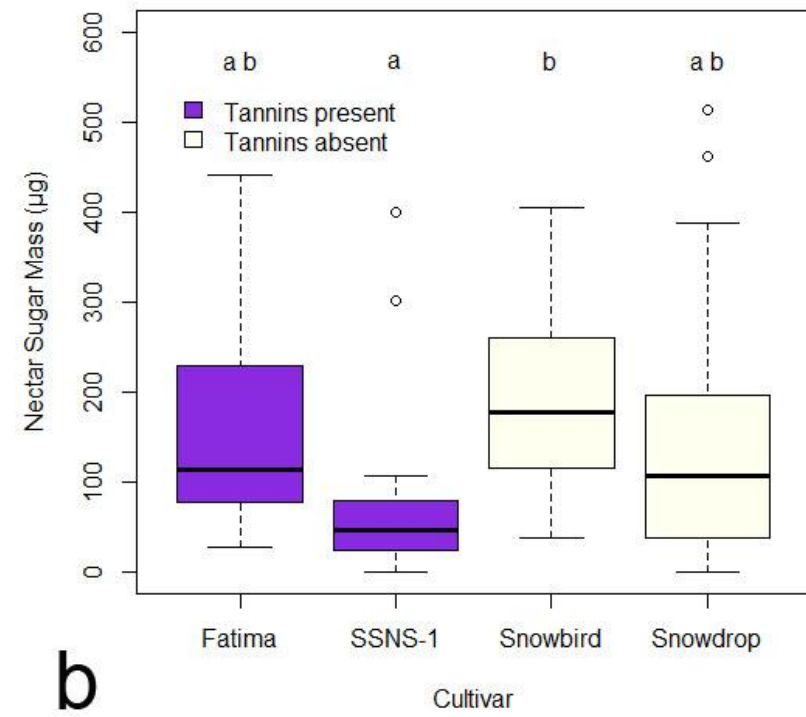 600
500
400
300
200
100
0
Nectar Sugar Mass (µg)
a b
a
b
a b
Tannins present
Tannins absent
Fatima
SSNS-1
Snowbird
Snowdrop
Cultivar
b